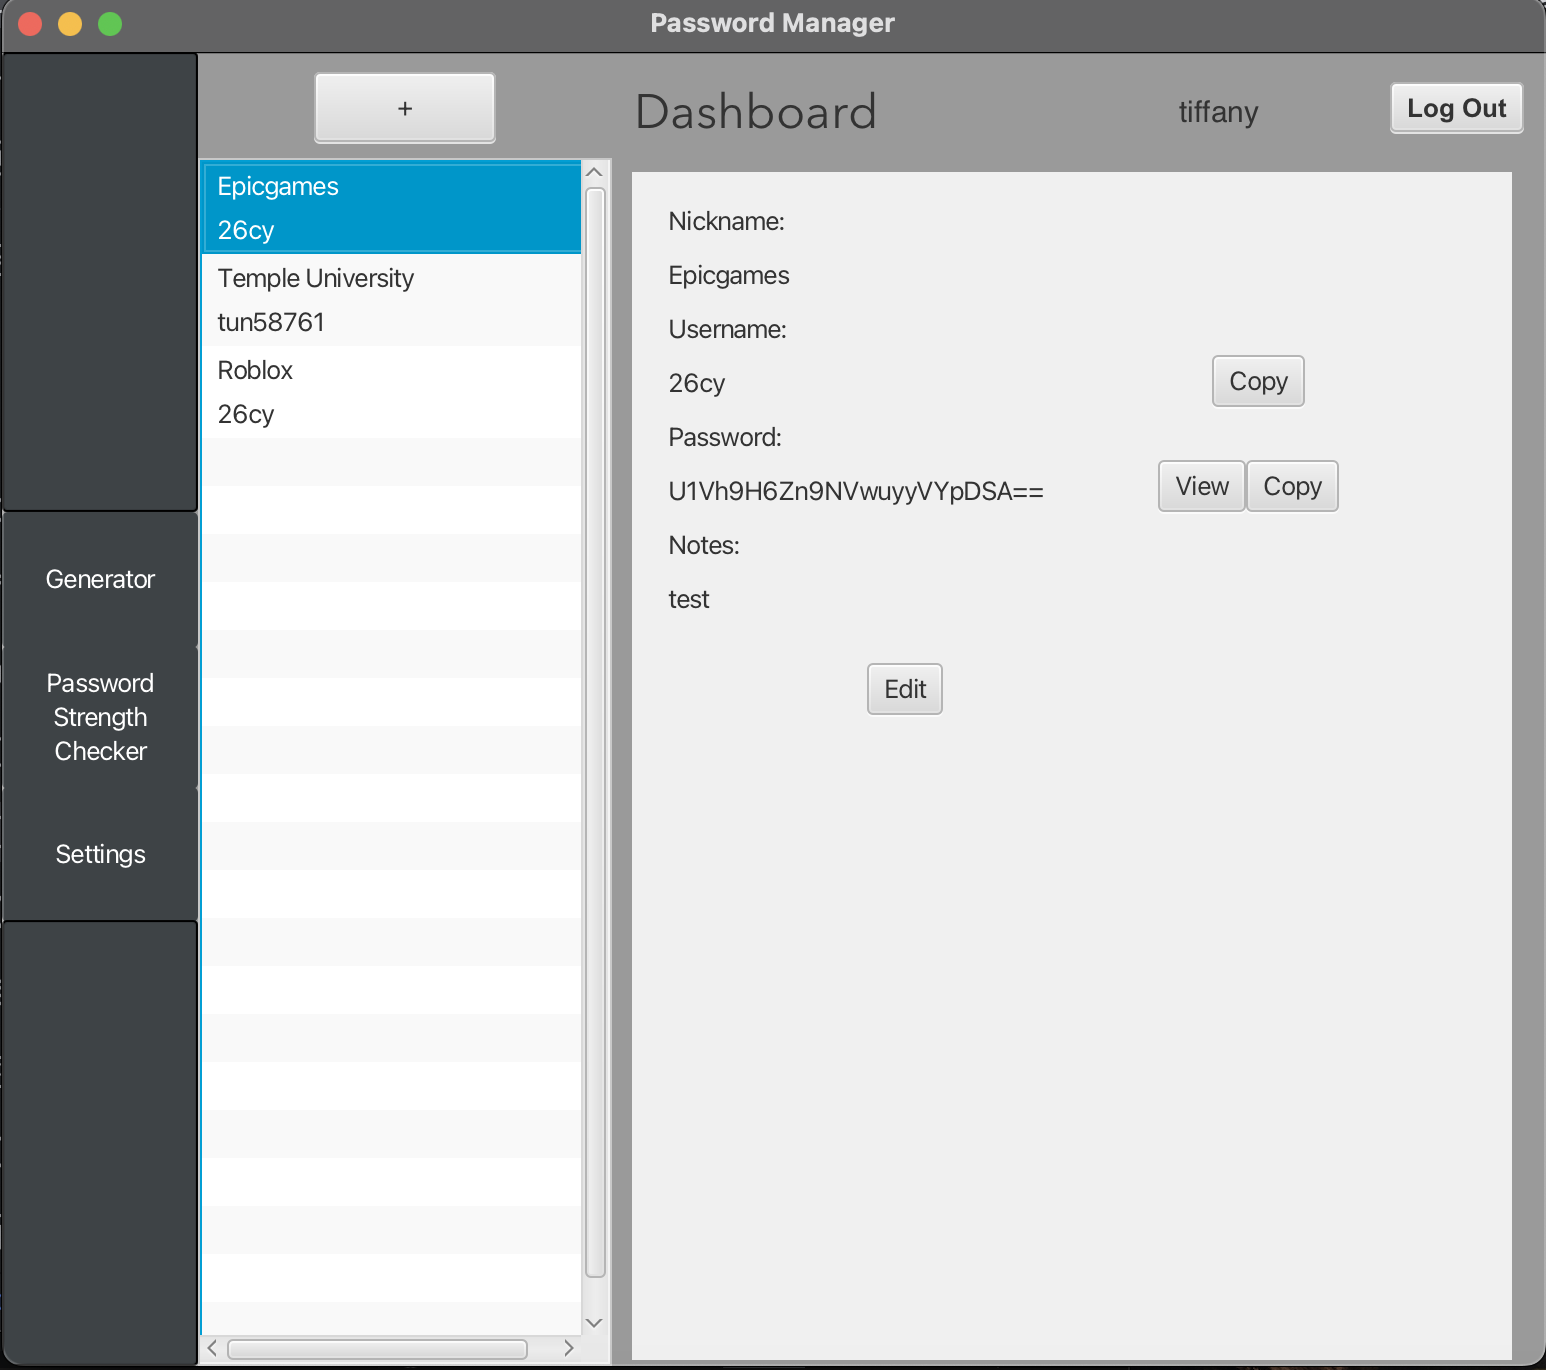 Password Manager
+
Dashboard
tiffany
Log Out
Epicgames
26cy
Temple University
tun58761
Roblox
26cy
Generator
Password
Strength
Checker
Settings
Nickname:
Epicgames
Username:
26cy
Copy
Password:
U1Vh9H6Zn9NVwuyyVYpDSA==
View
Copy
Notes:
test
Edit